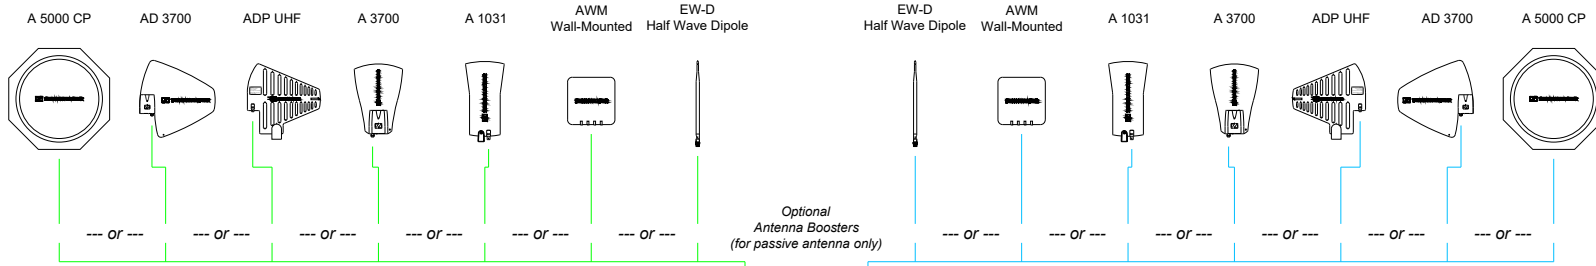 A 5000 CP
AD 3700
ADP UHF
A 3700
A 1031
AWM
Wall-Mounted
EW-D
Half Wave Dipole
EW-D
Half Wave Dipole
AWM
Wall-Mounted
A 1031
A 3700
ADP UHF
AD 3700
A 5000 CP
--- or ---
--- or ---
--- or ---
--- or ---
--- or ---
--- or ---
Optional
Antenna Boosters
(for passive antenna only)
--- or ---
--- or ---
--- or ---
--- or ---
--- or ---
--- or ---